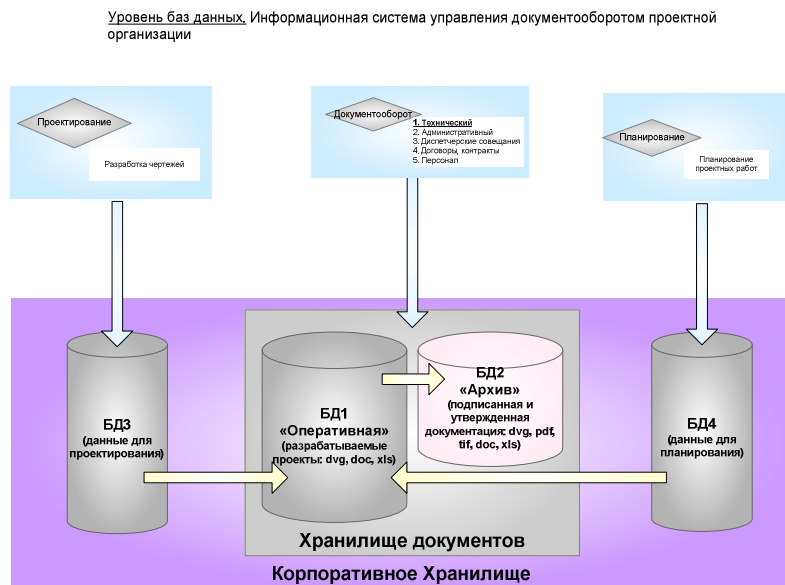 Уровень баз данных, Информационная система управления документооборотом проектной
организации
Проектирование
Разработка чертежей
Документооборот
1. Технический
2. Административный
3. Диспетчерские совещания
4. Договоры, контракты
5. Персонал
Планирование
Планирование
проектных работ
БД3
(данные для
проектирования)
БД1
«Оперативная»
(разрабатываемые
проекты: dvg, doc, xls)
БД2
«Архив»
(подписанная и
утвержденная
документация: dvg, pdf,
tif, doc, xls)
БД4
(данные для
планирования)
Хранилище документов
Корпоративное Хранилище